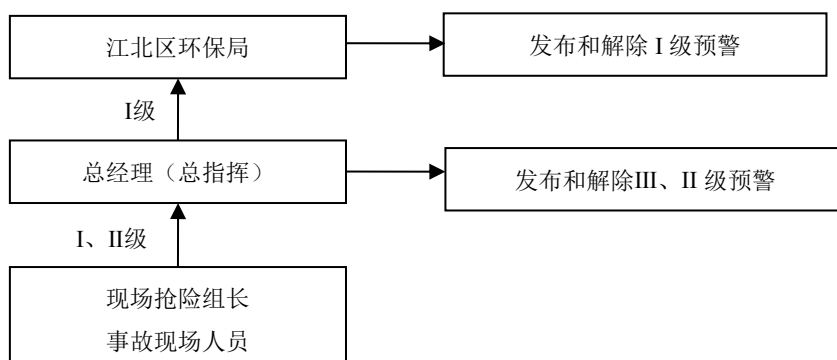 江北区环保局
发布和解除 I 级预警
I级
总经理（总指挥）
发布和解除III、II 级预警
I、II级
现场抢险组长
事故现场人员